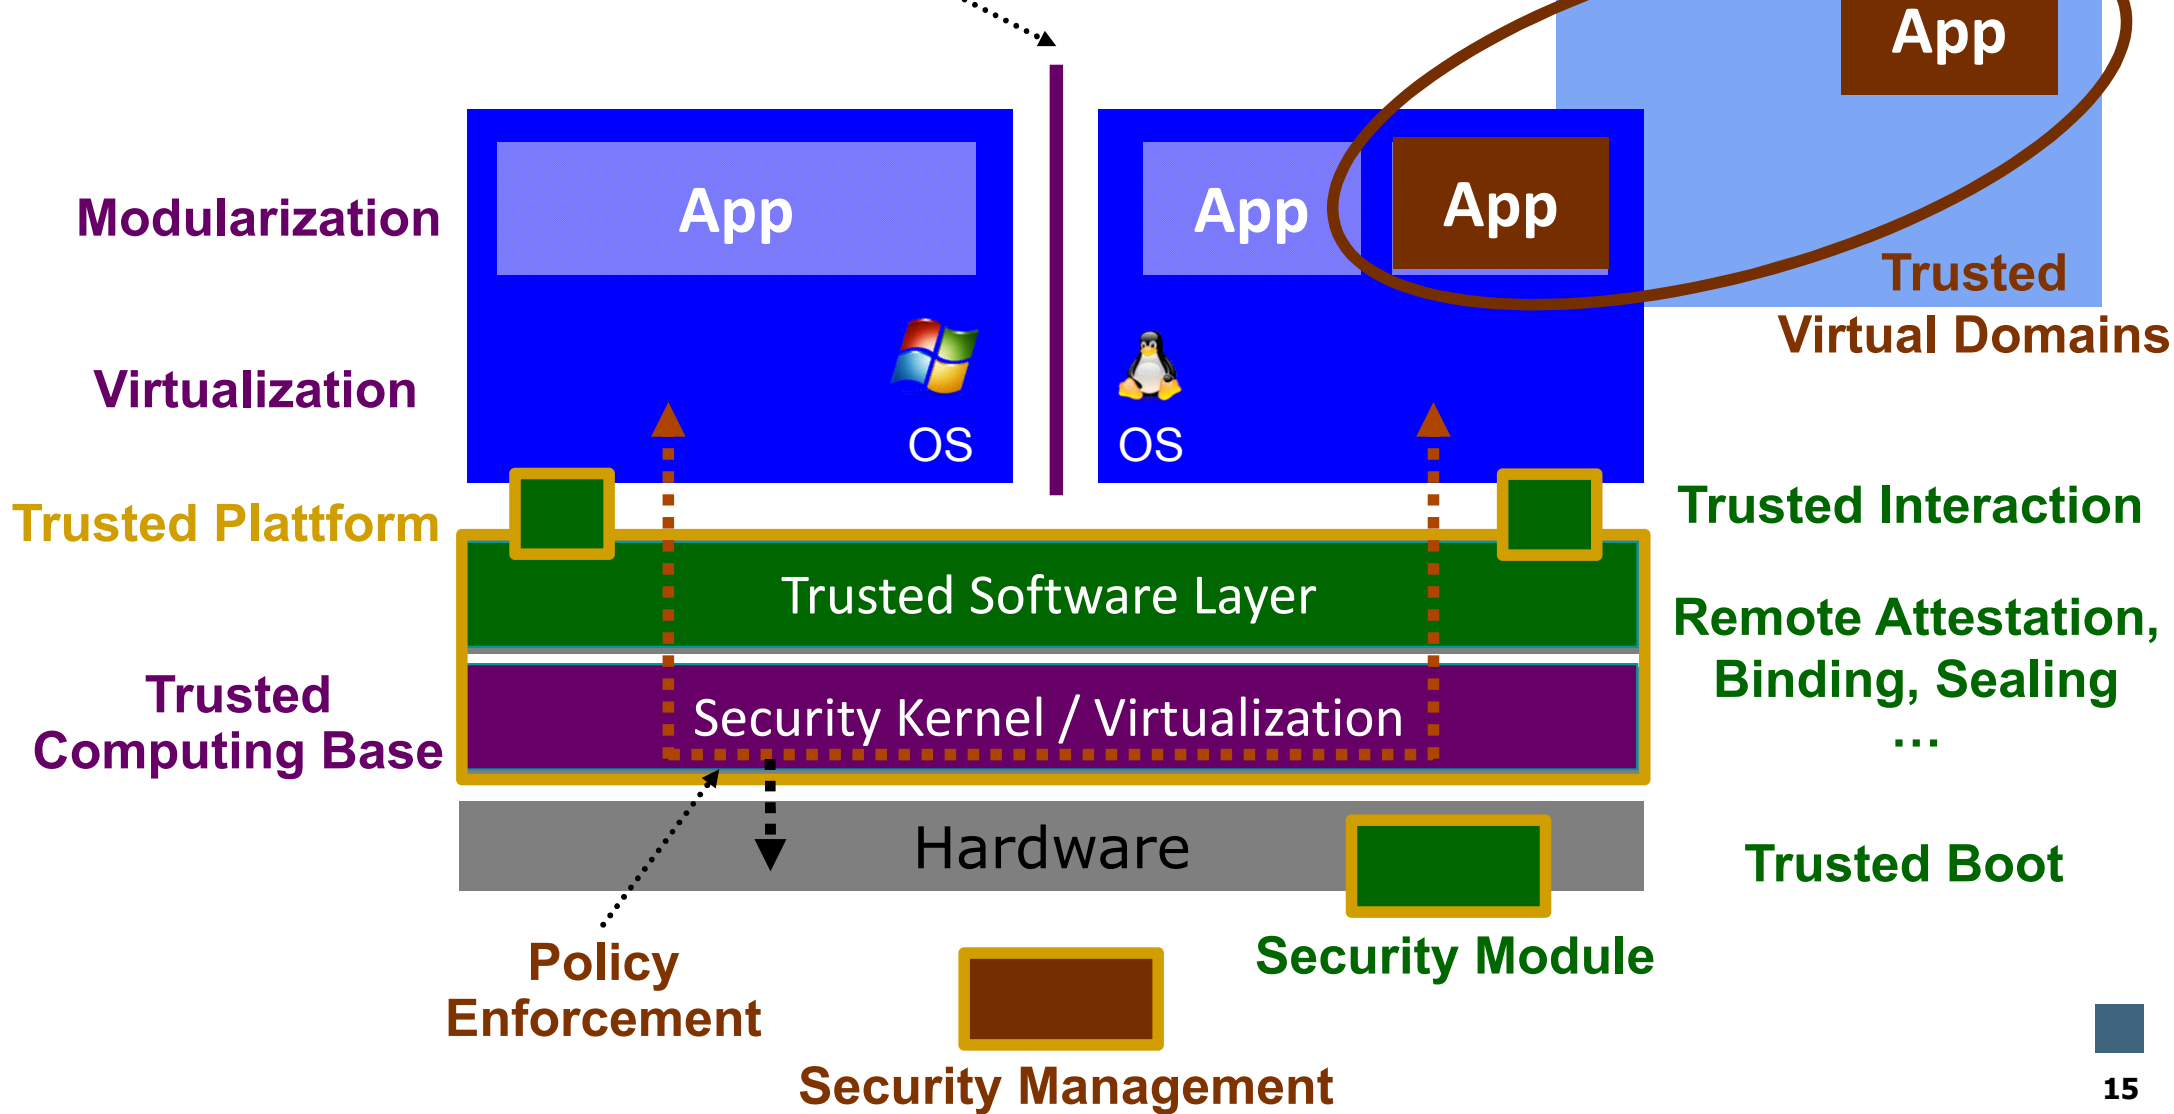 App
Modularization
App
App
App
Trusted
Virtual Domains
Virtualization
OS
OS
Trusted Plattform
Trusted Interaction
Trusted Software Layer
Remote Attestation,
Binding, Sealing
...
Trusted
Computing Base
Security Kernel / Virtualization
Hardware
Trusted Boot
Policy
Enforcement
Security Module
Security Management
15